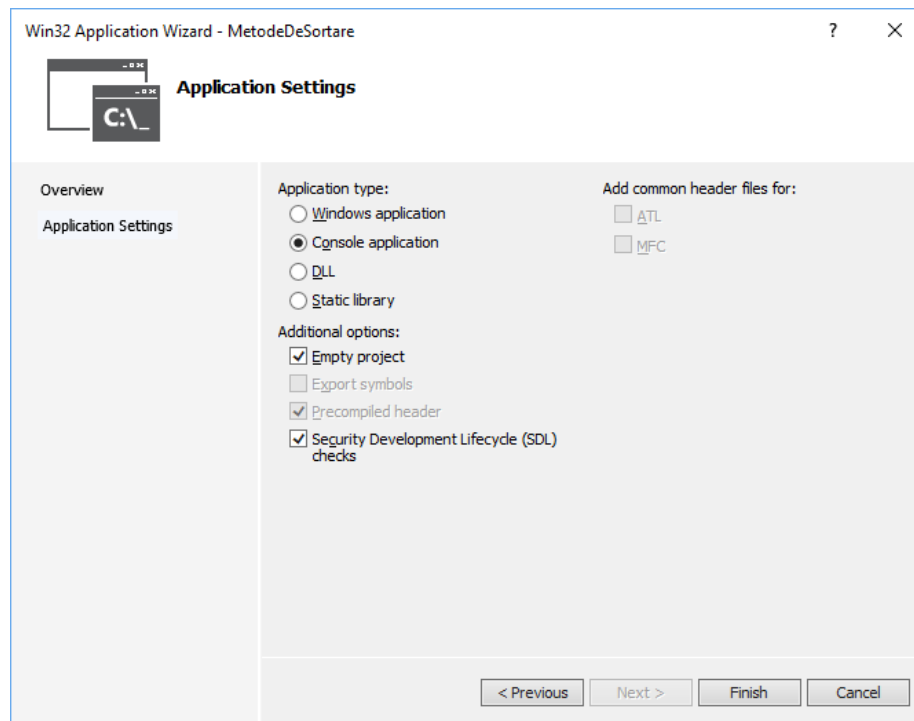 Win32 Application Wizard - MetodeDeSortare
?
C:\_
Application Settings
Overview
Application Settings
Application type:
Windows application
Console application
DLL
Static library
Additional options:
Empty project
Export symbols
Precompiled header
Security Development Lifecycle (SDL)
checks
Add common header files for:
ATL
MFC
< Previous
Next >
Finish
Cancel